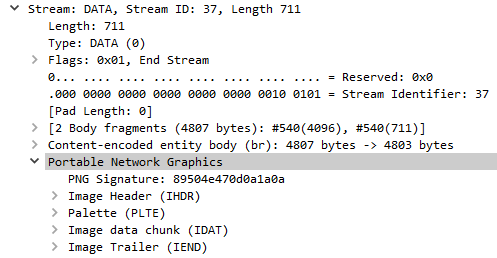 Stream: DATA, Stream ID: 37, Length 711
Length: 711
Type: DATA (0)
Flags: 0x01, End Stream
0... .... .... .... .... .... .... .... = Reserved: 0x0
.000 0000 0000 0000 0000 0000 0010 0101 = Stream Identifier: 37
[Pad Length: 0]
[2 Body fragments (4807 bytes): #540(4096), #540(711)]
Content-encoded entity body (br): 4807 bytes -> 4803 bytes
Portable Network Graphics
PNG Signature: 89504e470d0a1a0a
Image Header (IHDR)
Palette (PLTE)
Image data chunk (IDAT)
Image Trailer (IEND)